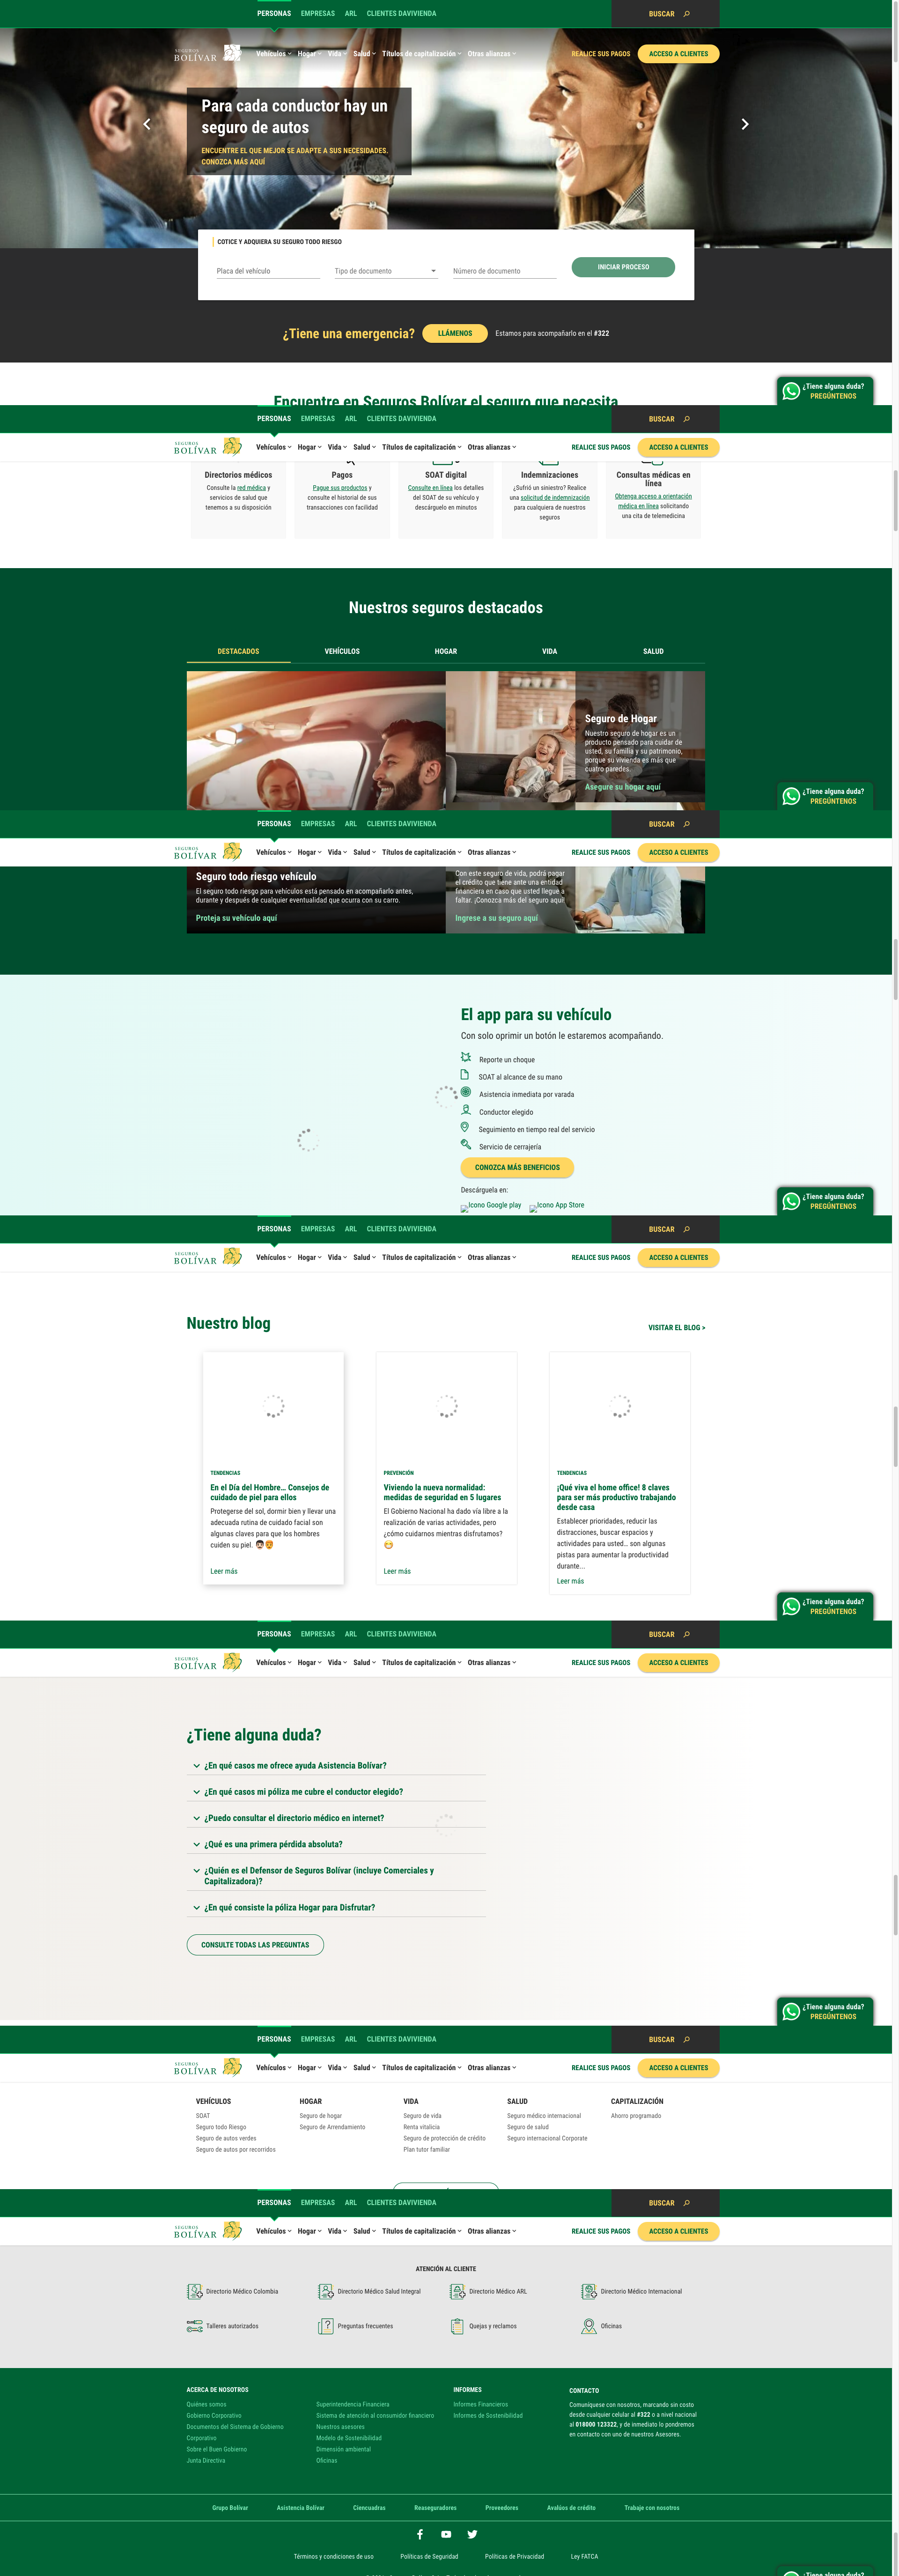 PERSONAS EMPRESAS ARL CLIENTES DAVIVIENDA BUSCAR
SEGUROS
BOLÍVAR
Vehículos Hogar Vida Salud Títulos de capitalización Otras alianzas REALICE SUS PAGOS ACCESO A CLIENTES
Para cada conductor hay un
seguro de autos
ENCUENTRE EL QUE MEJOR SE ADAPTE A SUS NECESIDADES.
CONOZCA MÁS AQUÍ
COTICE Y ADQUIERA SU SEGURO TODO RIESGO
Placa del vehículo Tipo de documento Número de documento INICIAR PROCESO
¿Tiene una emergencia? LLÁMENOS Estamos para acompañarlo en el #322
¿Tiene alguna duda?
PREGÚNTENOS
Encuentre en Seguros Bolívar el seguro que necesita
PERSONAS EMPRESAS ARL CLIENTES DAVIVIENDA BUSCAR
SEGUROS
BOLÍVAR
Vehículos Hogar Vida Salud Títulos de capitalización Otras alianzas REALICE SUS PAGOS ACCESO A CLIENTES
Directorios médicos
Consulte la red médica y
servicios de salud que
tenemos a su disposición
Pagos
Pague sus productos y
consulte el historial de sus
transacciones con facilidad
SOAT digital
Consulte en línea los detalles
del SOAT de su vehículo y
descárguelo en minutos
Indemnizaciones
¿Sufrió un siniestro? Realice
una solicitud de indemnización
para cualquiera de nuestros
seguros
Consultas médicas en
línea
Obtenga acceso a orientación
médica en línea solicitando
una cita de telemedicina
Nuestros seguros destacados
DESTACADOS VEHÍCULOS HOGAR VIDA SALUD
Seguro de Hogar
Nuestro seguro de hogar es un
producto pensado para cuidar de
usted, su familia y su patrimonio,
porque su vivienda es más que
cuatro paredes.
Asegure su hogar aquí
¿Tiene alguna duda?
PREGÚNTENOS
PERSONAS EMPRESAS ARL CLIENTES DAVIVIENDA BUSCAR
SEGUROS
BOLÍVAR
Vehículos Hogar Vida Salud Títulos de capitalización Otras alianzas REALICE SUS PAGOS ACCESO A CLIENTES
Seguro todo riesgo vehículo
El seguro todo riesgo para vehículos está pensado en acompañarlo antes,
durante y después de cualquier eventualidad que ocurra con su carro.
Proteja su vehículo aquí
Con este seguro de vida, podrá pagar
el crédito que tiene ante una entidad
financiera en caso que usted llegue a
faltar. ¡Conozca más del seguro aquí!
Ingrese a su seguro aquí
El app para su vehículo
Con solo oprimir un botón le estaremos acompañando.
Reporte un choque
SOAT al alcance de su mano
Asistencia inmediata por varada
Conductor elegido
Seguimiento en tiempo real del servicio
Servicio de cerrajería
CONOZCA MÁS BENEFICIOS
Descárguela en:
Icono Google play Icono App Store
¿Tiene alguna duda?
PREGÚNTENOS
PERSONAS EMPRESAS ARL CLIENTES DAVIVIENDA BUSCAR
SEGUROS
BOLÍVAR
Vehículos Hogar Vida Salud Títulos de capitalización Otras alianzas REALICE SUS PAGOS ACCESO A CLIENTES
Nuestro blog
VISITAR EL BLOG >
TENDENCIAS
En el Día del Hombre… Consejos de
cuidado de piel para ellos
Protegerse del sol, dormir bien y llevar una
adecuada rutina de cuidado facial son
algunas claves para que los hombres
cuiden su piel.
Leer más
PREVENCIÓN
Viviendo la nueva normalidad:
medidas de seguridad en 5 lugares
El Gobierno Nacional ha dado vía libre a la
realización de varias actividades, pero
¿cómo cuidarnos mientras disfrutamos?
Leer más
TENDENCIAS
¡Qué viva el home office! 8 claves
para ser más productivo trabajando
desde casa
Establecer prioridades, reducir las
distracciones, buscar espacios y
actividades para usted… son algunas
pistas para aumentar la productividad
durante...
Leer más
¿Tiene alguna duda?
PREGÚNTENOS
PERSONAS EMPRESAS ARL CLIENTES DAVIVIENDA BUSCAR
SEGUROS
BOLÍVAR
Vehículos Hogar Vida Salud Títulos de capitalización Otras alianzas REALICE SUS PAGOS ACCESO A CLIENTES
¿Tiene alguna duda?
¿En qué casos me ofrece ayuda Asistencia Bolívar?
¿En qué casos mi póliza me cubre el conductor elegido?
¿Puedo consultar el directorio médico en internet?
¿Qué es una primera pérdida absoluta?
¿Quién es el Defensor de Seguros Bolívar (incluye Comerciales y
Capitalizadora)?
¿En qué consiste la póliza Hogar para Disfrutar?
CONSULTE TODAS LAS PREGUNTAS
¿Tiene alguna duda?
PREGÚNTENOS
PERSONAS EMPRESAS ARL CLIENTES DAVIVIENDA BUSCAR
SEGUROS
BOLÍVAR
Vehículos Hogar Vida Salud Títulos de capitalización Otras alianzas REALICE SUS PAGOS ACCESO A CLIENTES
VEHÍCULOS
SOAT
Seguro todo Riesgo
Seguro de autos verdes
Seguro de autos por recorridos
HOGAR
Seguro de hogar
Seguro de Arrendamiento
VIDA
Seguro de vida
Renta vitalicia
Seguro de protección de crédito
Plan tutor familiar
SALUD
Seguro médico internacional
Seguro de salud
Seguro internacional Corporate
CAPITALIZACIÓN
Ahorro programado
PERSONAS EMPRESAS ARL CLIENTES DAVIVIENDA BUSCAR
SEGUROS
BOLÍVAR
Vehículos Hogar Vida Salud Títulos de capitalización Otras alianzas REALICE SUS PAGOS ACCESO A CLIENTES
ATENCIÓN AL CLIENTE
Directorio Médico Colombia Directorio Médico Salud Integral Directorio Médico ARL Directorio Médico Internacional
Talleres autorizados Preguntas frecuentes Quejas y reclamos Oficinas
ACERCA DE NOSOTROS
Quiénes somos
Gobierno Corporativo
Documentos del Sistema de Gobierno
Corporativo
Sobre el Buen Gobierno
Junta Directiva
Superintendencia Financiera
Sistema de atención al consumidor financiero
Nuestros asesores
Modelo de Sostenibilidad
Dimensión ambiental
Oficinas
INFORMES
Informes Financieros
Informes de Sostenibilidad
CONTACTO
Comuníquese con nosotros, marcando sin costo
desde cualquier celular al #322 o a nivel nacional
al 018000 123322, y de inmediato lo pondremos
en contacto con uno de nuestros Asesores.
Grupo Bolívar Asistencia Bolívar Ciencuadras Reaseguradores Proveedores Avalúos de crédito Trabaje con nosotros
Términos y condiciones de uso Políticas de Seguridad Políticas de Privacidad Ley FATCA
¿Tiene alguna duda?